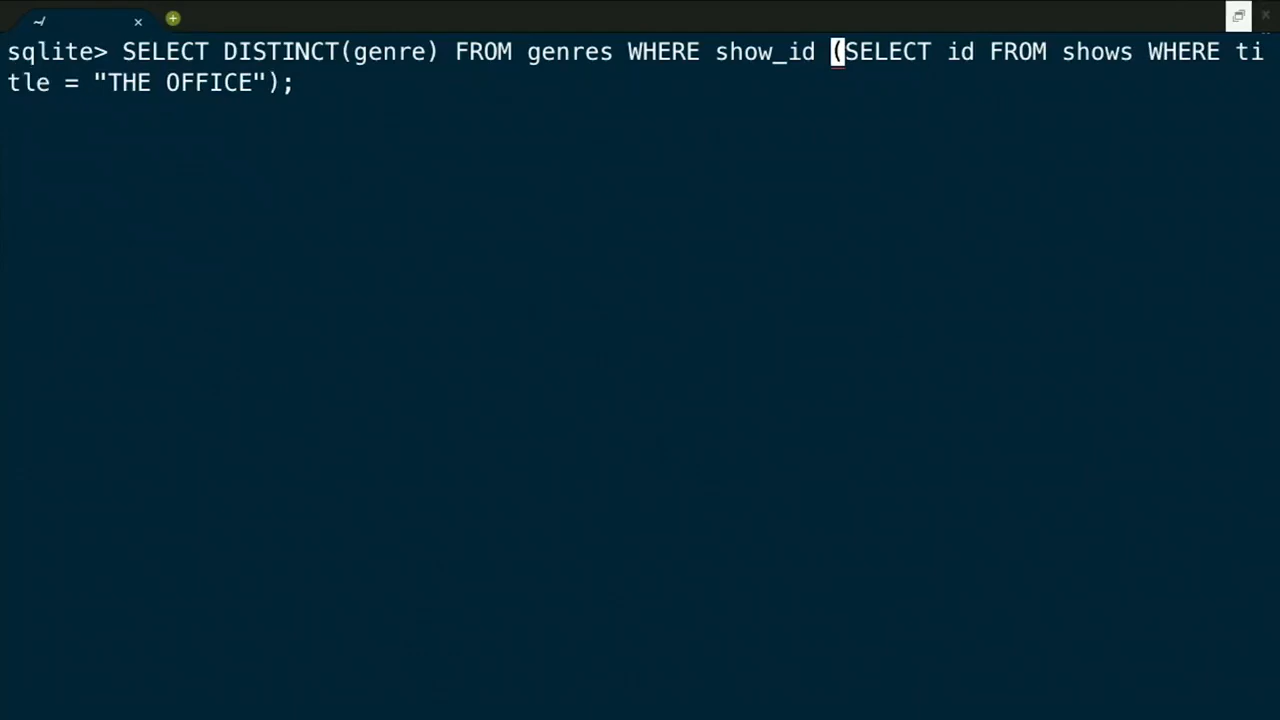 ~/
sqlite> SELECT DISTINCT(genre) FROM genres WHERE show_id (SELECT id FROM shows WHERE ti
tle = "THE OFFICE");